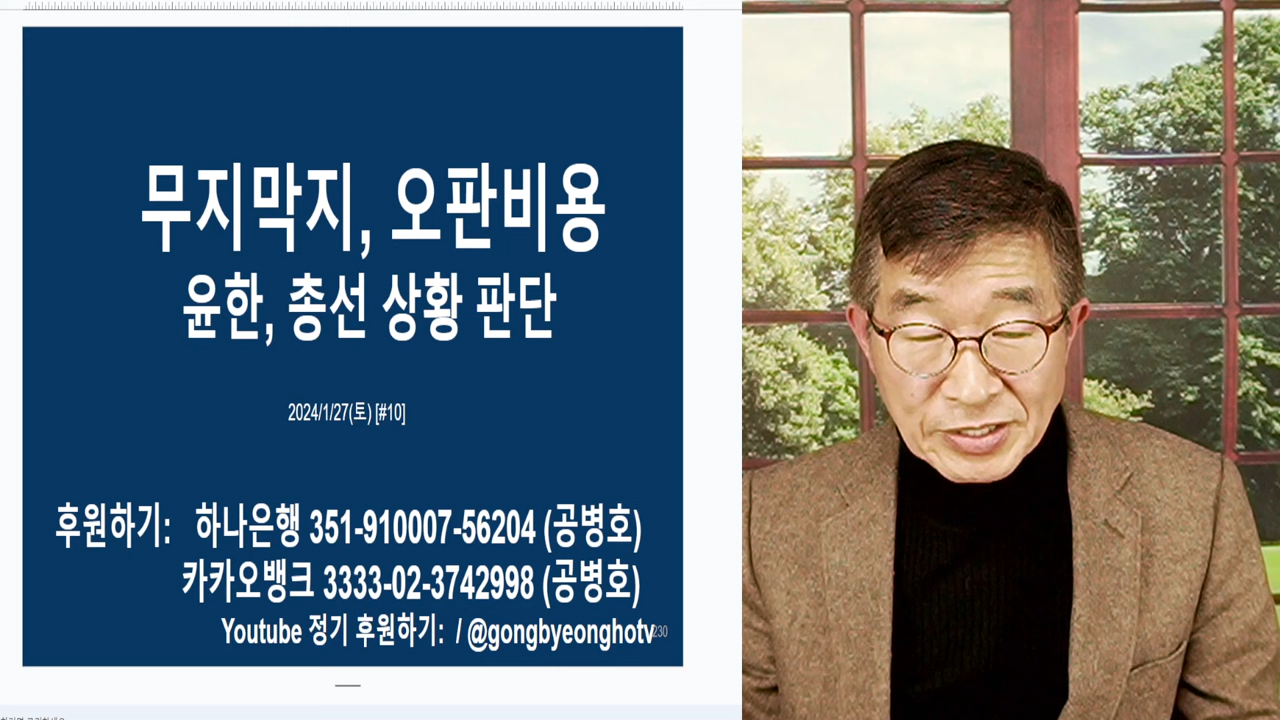 무지막지, 오판비용
윤한, 총선 상황 판단
2024/1/27(토) [#10]
후원하기: 하나은행 351-910007-56204 (공병호)
카카오뱅크 3333-02-3742998 (공병호)
Youtube 정기 후원하기: / @gongbyeonghotv
230